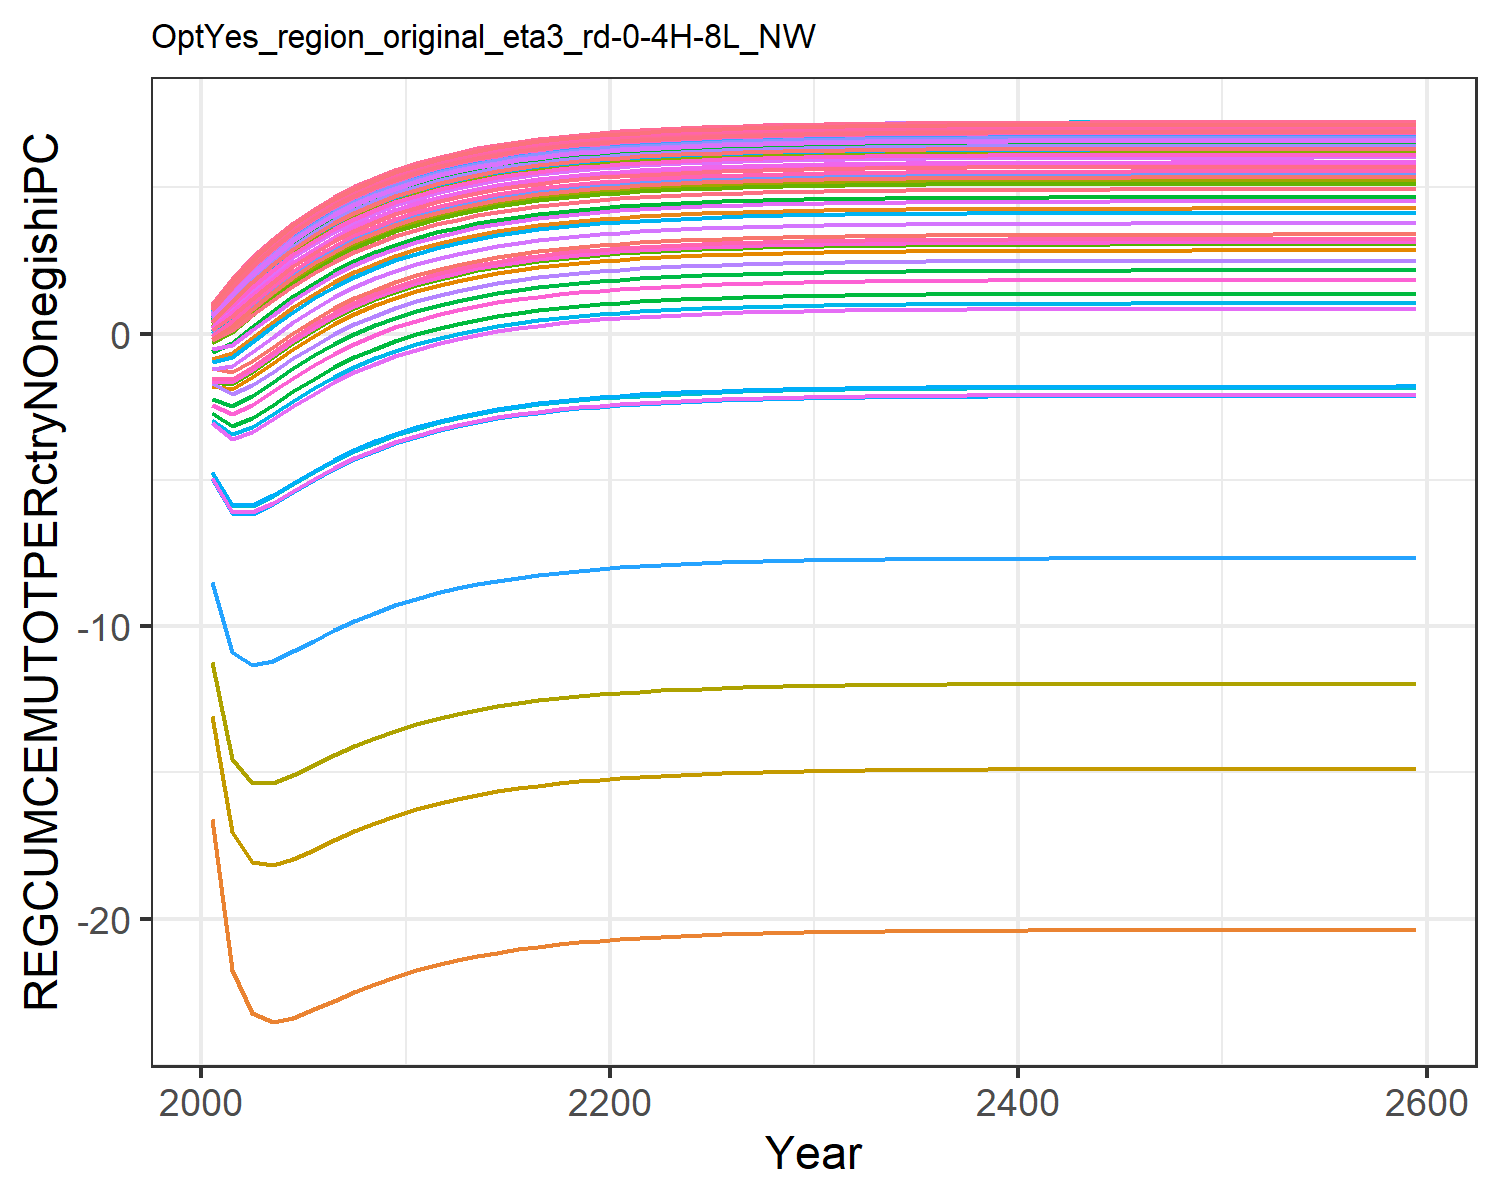 OptYes_region_original_eta3_rd-0-4H-8L_NW
REGCUMCEMUTOTPERctryNOnegishiPC
0
-10
-20
2000
2200
2400
2600
Year